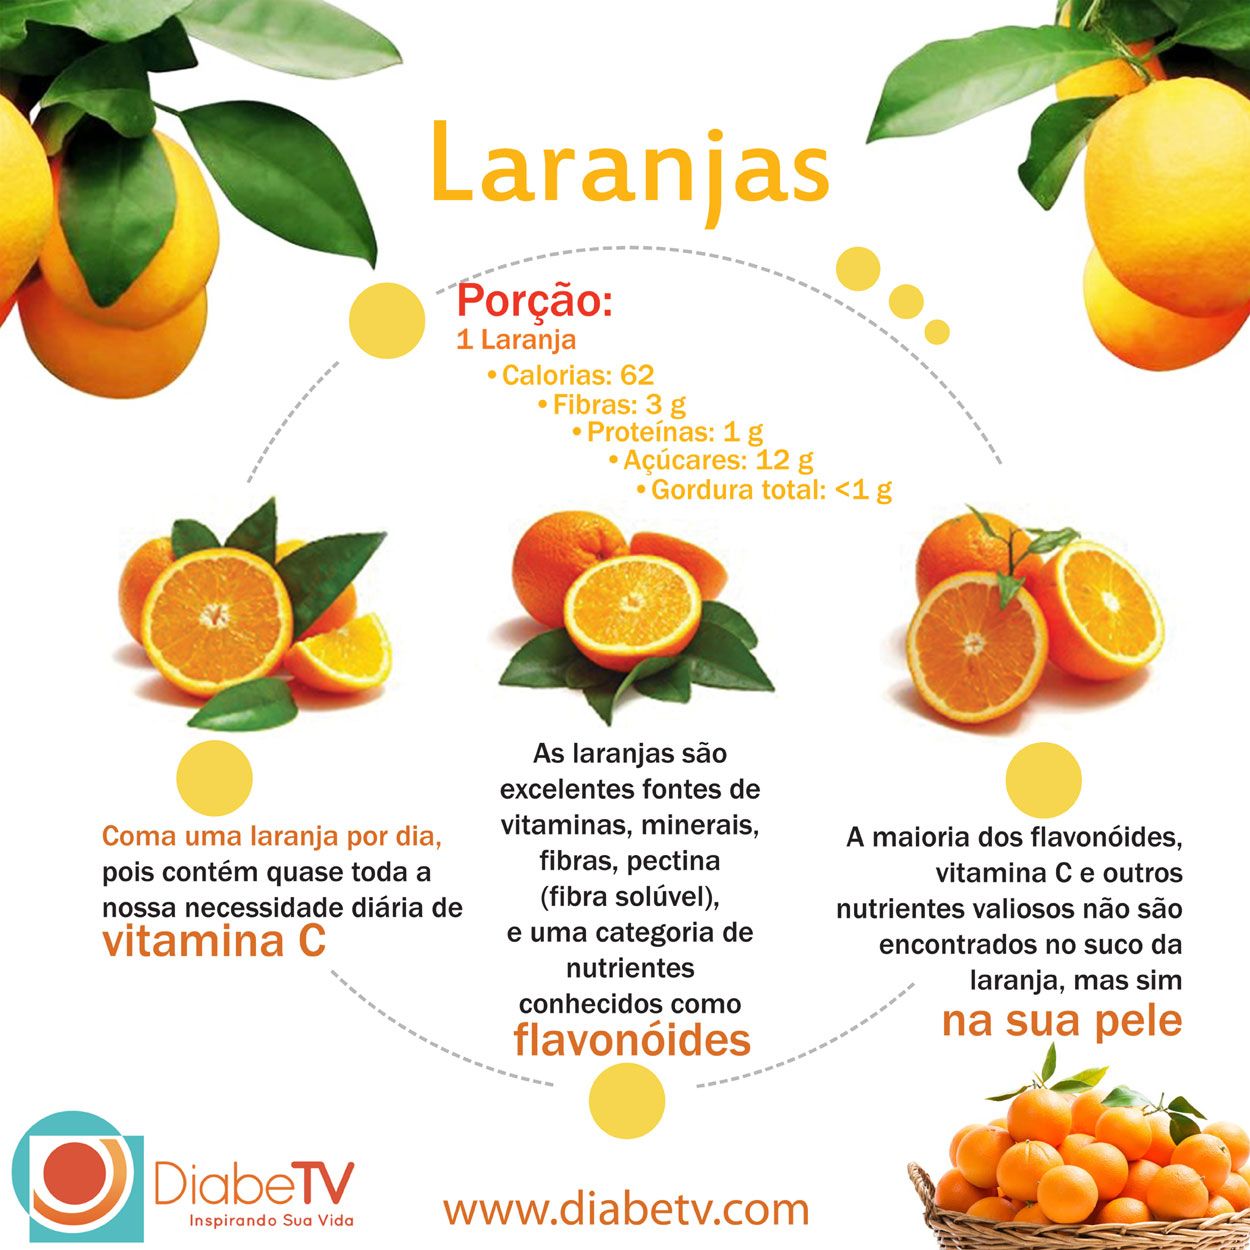 Laranjas
Porção:
1 Laranja
• Calorias: 62
• Fibras: 3 g
• Proteínas: 1 g
• Açúcares: 12 g
• Gordura total: <1 g
Coma uma laranja por dia,
pois contém quase toda a
nossa necessidade diária de
vitamina C
As laranjas são
excelentes fontes de
vitaminas, minerais,
fibras, pectina
(fibra solúvel),
e uma categoria de
nutrientes
conhecidos como
flavonóides
A maioria dos flavonóides,
vitamina C e outros
nutrientes valiosos não são
encontrados no suco da
laranja, mas sim
na sua pele
DiabeTV
Inspirando Sua Vida
www.diabetv.com